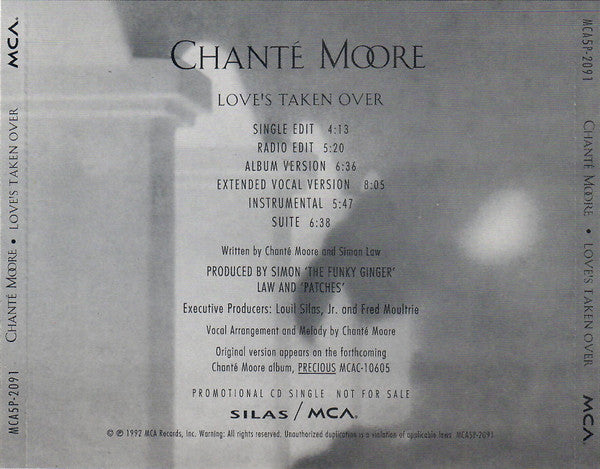 CHANTÉ MOORE
LOVE'S TAKEN OVER
SINGLE EDIT 4:13
RADIO EDIT 5:20
ALBUM VERSION 6:36
EXTENDED VOCAL VERSION 8:05
INSTRUMENTAL 5:47
SUITE 6:38
Written by Chanté Moore and Simon Law
PRODUCED BY SIMON 'THE FUNKY GINGER'
LAW AND 'PATCHES'
Executive Producers: Louil Silas, Jr. and Fred Moultrie
Vocal Arrangement and Melody by Chanté Moore
Original version appears on the forthcoming
Chanté Moore album, PRECIOUS MCAC-10605
PROMOTIONAL CD SINGLE NOT FOR SALE
SILAS/MCA.
© ℗ 1992 MCA Records, Inc. Warning: All rights reserved. Unauthorized duplication is a violation of applicable laws MCA5P-2091
MCA5P-2091 CHANTÉ MOORE • LOVE'S TAKEN OVER MCA.
MCA5P-2091 CHANTÉ MOORE • LOVE'S TAKEN OVER MCA.